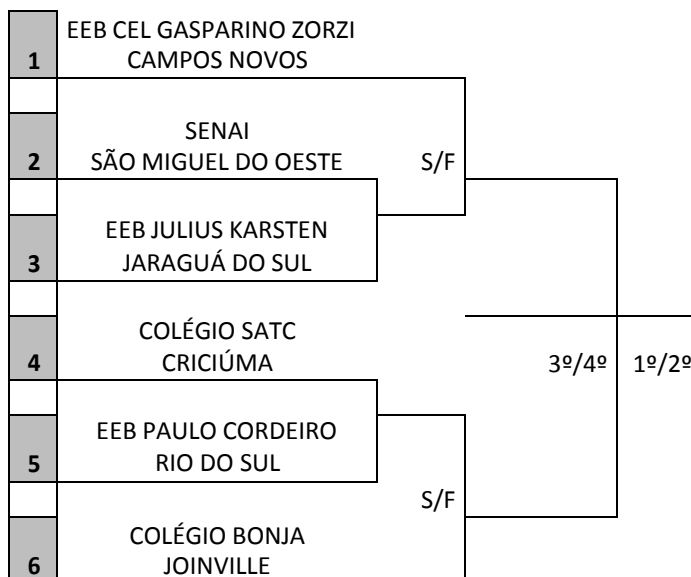 EEB CEL GASPARINO ZORZI
1 CAMPOS NOVOS
SENAI
2 SÃO MIGUEL DO OESTE S/F
EEB JULIUS KARSTEN
3 JARAGUÁ DO SUL
COLÉGIO SATC
4 CRICIÚMA 3º/4º 1º/2º
EEB PAULO CORDEIRO
5 RIO DO SUL
S/F
COLÉGIO BONJA
6 JOINVILLE